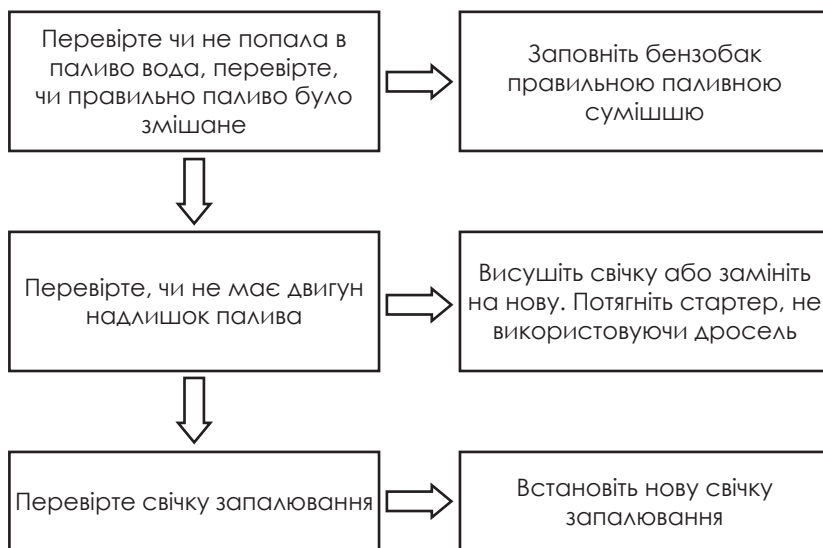 Перевірте чи не попала в
паливо вода, перевірте,
чи правильно паливо було
змішане
Заповніть бензобак
правильною паливною
сумішшю
Перевірте, чи не має двигун
надлишок палива
Висушіть свічку або замініть
на нову. Потягніть стартер, не
використовуючи дросель
Перевірте свічку запалювання
Встановіть нову свічку
запалювання